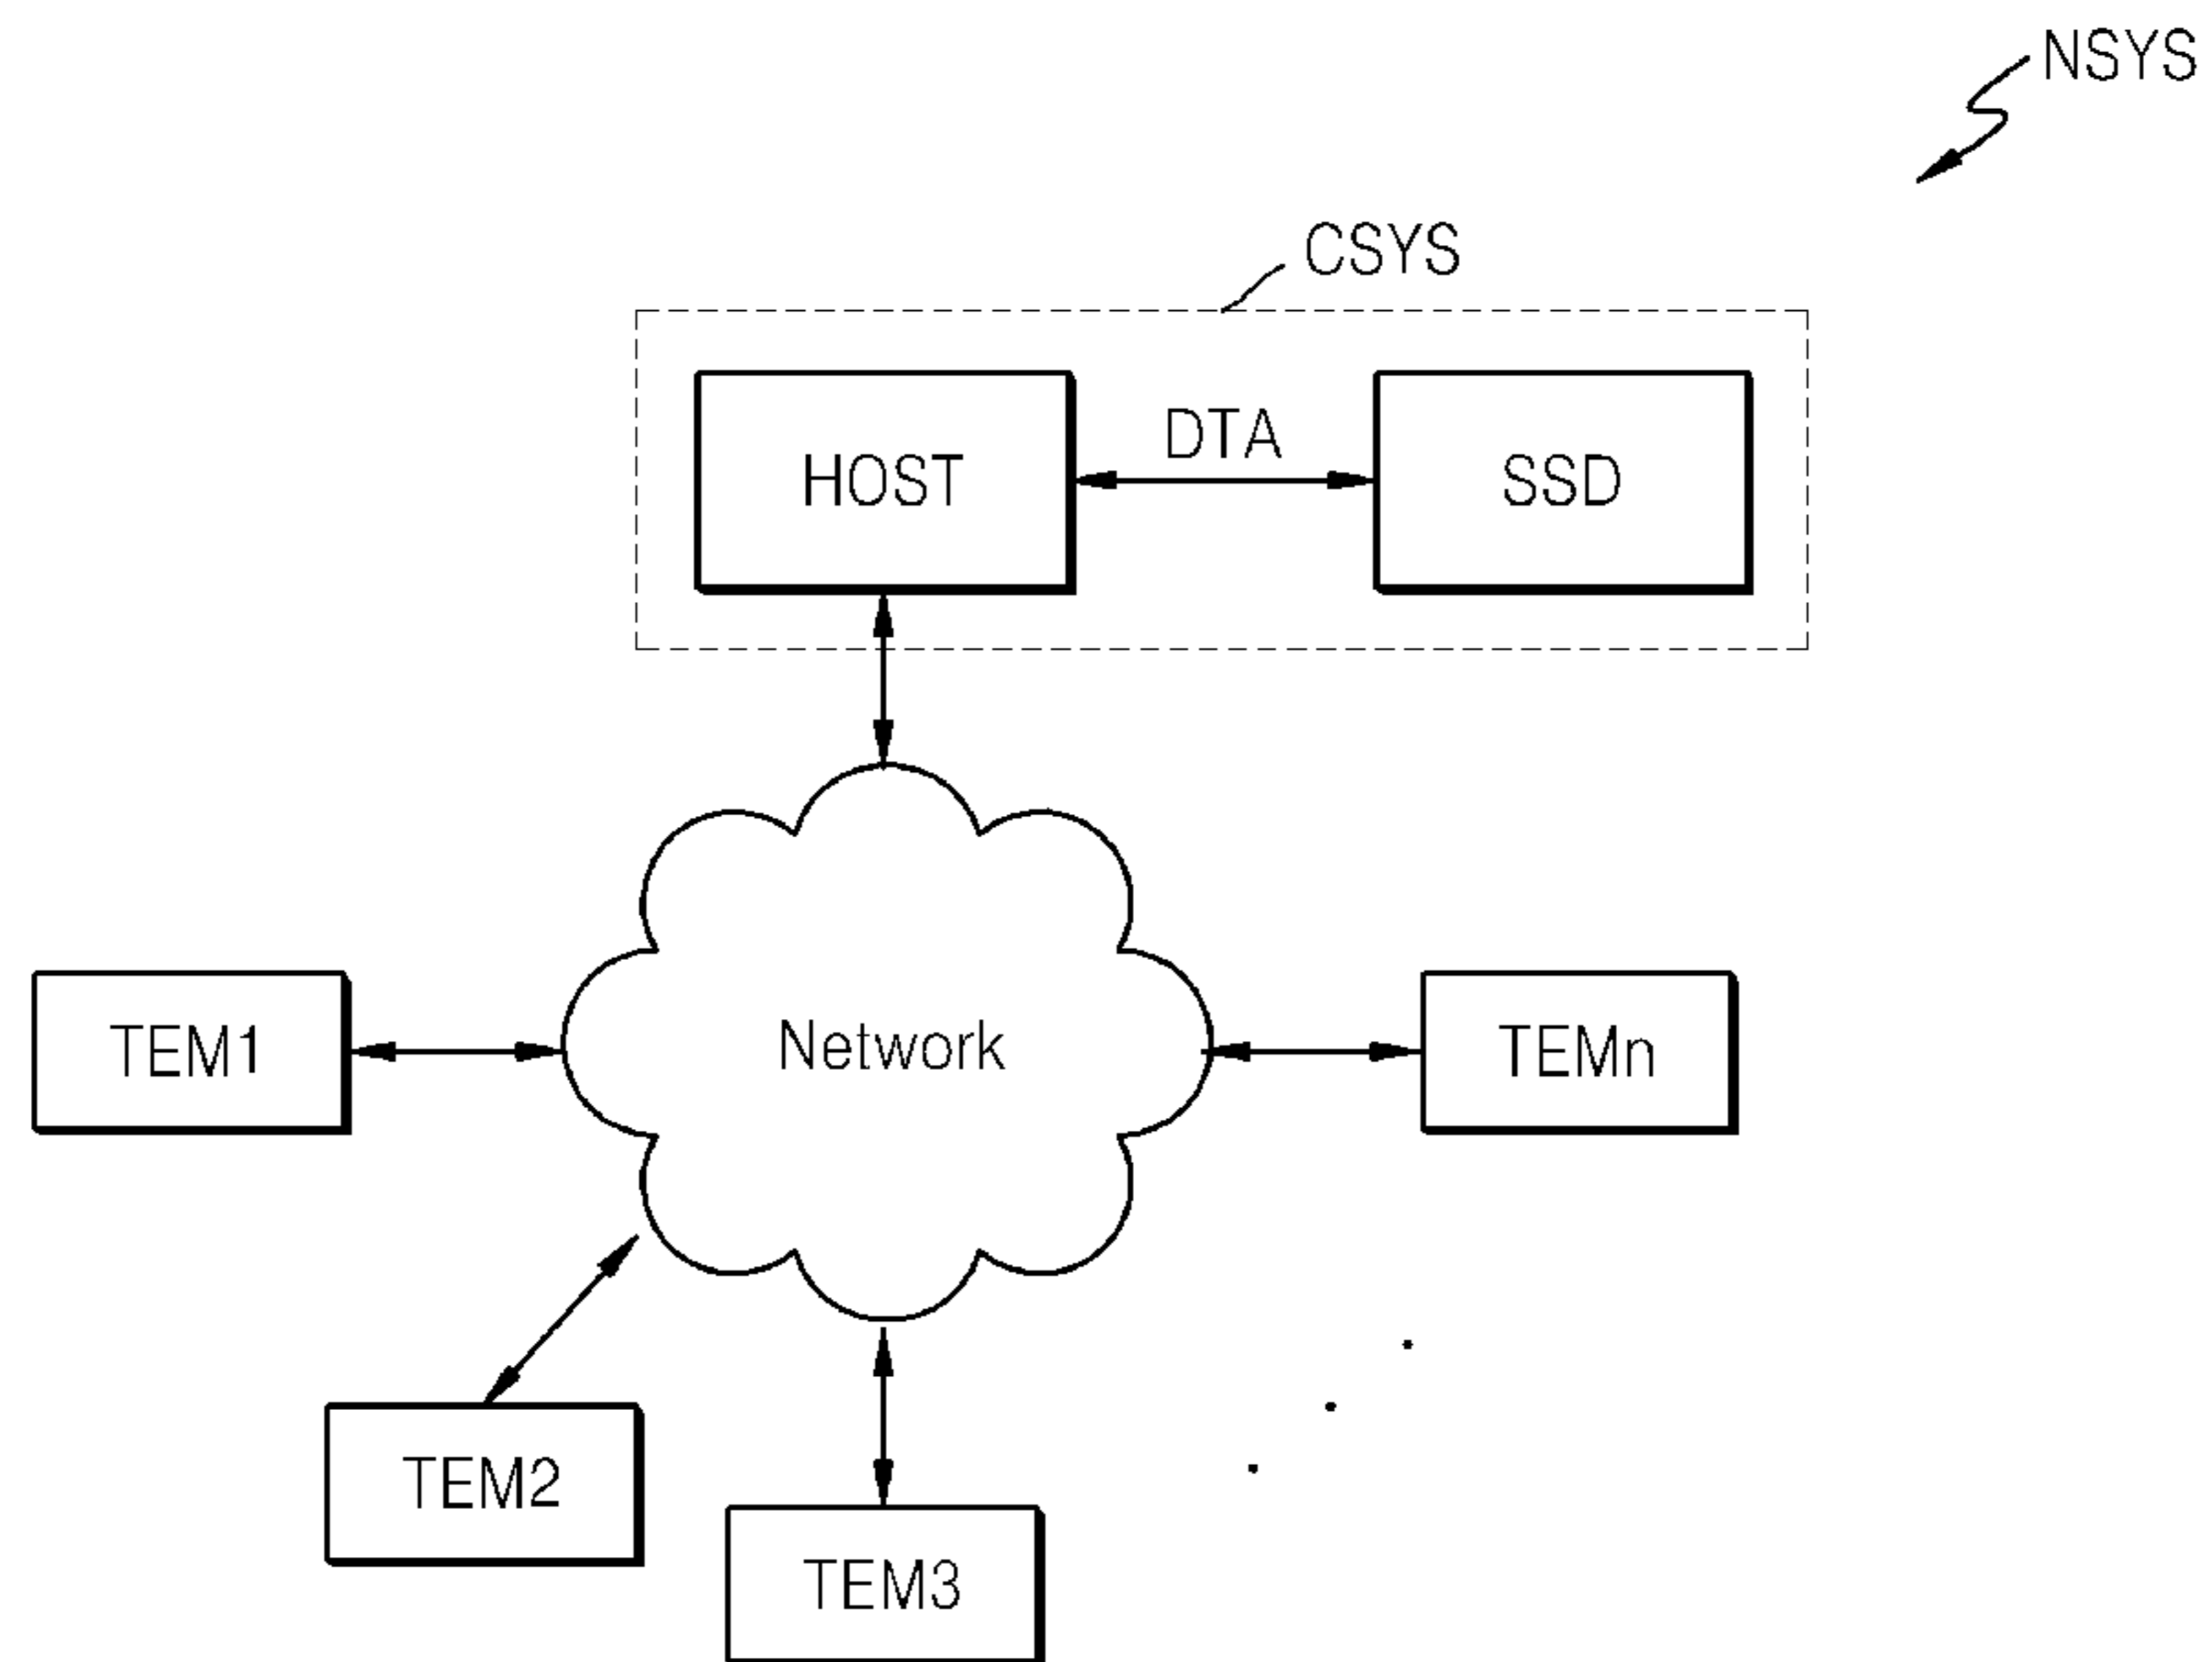 NSYS
CSYS
DTA
HOST
SSD
Network
TEM1
TEMn
TEM2
TEM3